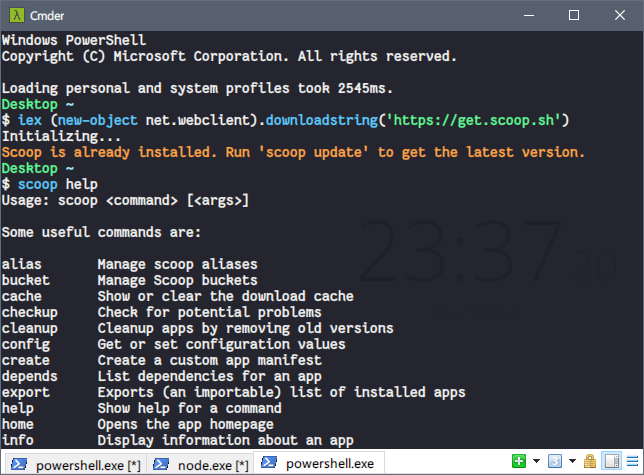 Cmder
Windows PowerShell
Copyright (C) Microsoft Corporation. All rights reserved.
Loading personal and system profiles took 2545ms.
Desktop ~
$ iex (new-object net.webclient).downloadstring('https://get.scoop.sh')
Initializing...
Scoop is already installed. Run 'scoop update' to get the latest version.
Desktop ~
$ scoop help
Usage: scoop <command> [<args>]
Some useful commands are:
23:37 20
alias Manage scoop aliases
bucket Manage Scoop buckets
cache Show or clear the download cache
checkup Check for potential problems
cleanup Cleanup apps by removing old versions
config Get or set configuration values
create Create a custom app manifest
depends List dependencies for an app
export Exports (an importable) list of installed apps
help Show help for a command
home Opens the app homepage
info Display information about an app
powershell.exe [*] node.exe [*] powershell.exe